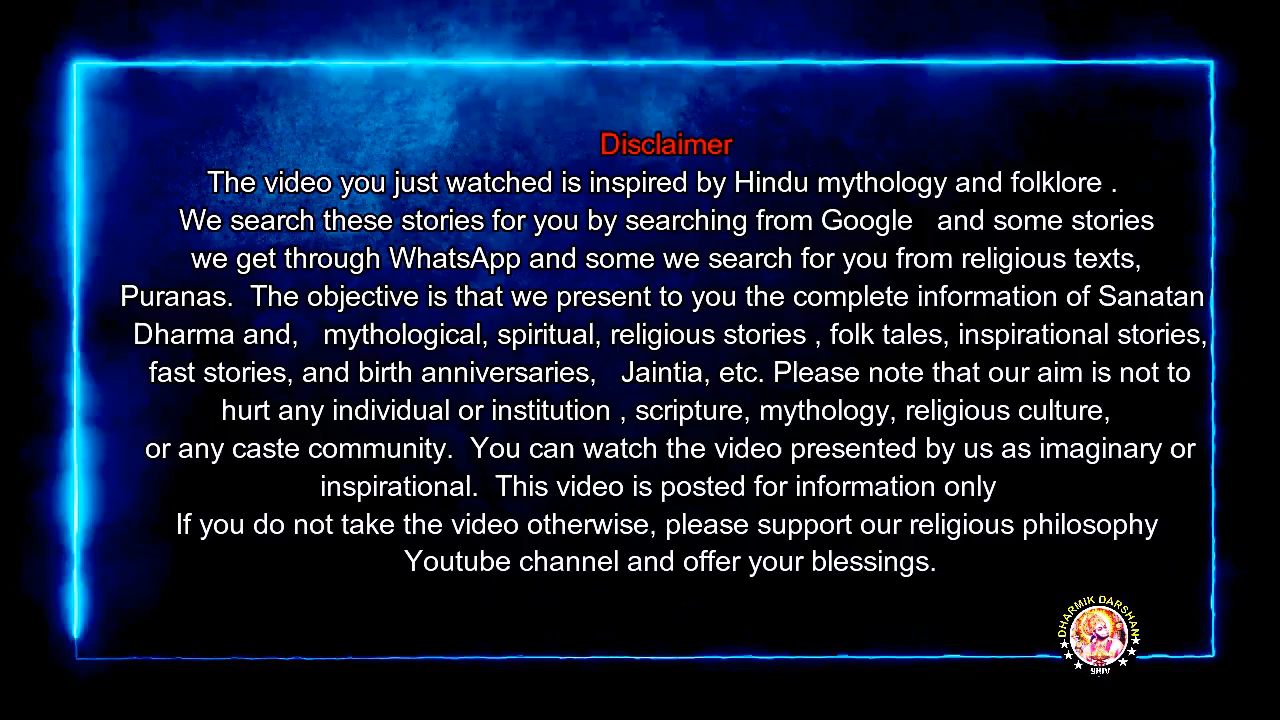 Disclaimer
The video you just watched is inspired by Hindu mythology and folklore .
We search these stories for you by searching from Google   and some stories
we get through WhatsApp and some we search for you from religious texts,
Puranas.  The objective is that we present to you the complete information of Sanatan
Dharma and,   mythological, spiritual, religious stories , folk tales, inspirational stories,
fast stories, and birth anniversaries,   Jaintia, etc. Please note that our aim is not to
hurt any individual or institution , scripture, mythology, religious culture,
or any caste community.  You can watch the video presented by us as imaginary or
inspirational.  This video is posted for information only
If you do not take the video otherwise, please support our religious philosophy
Youtube channel and offer your blessings.
DHARMIK DARSHAN